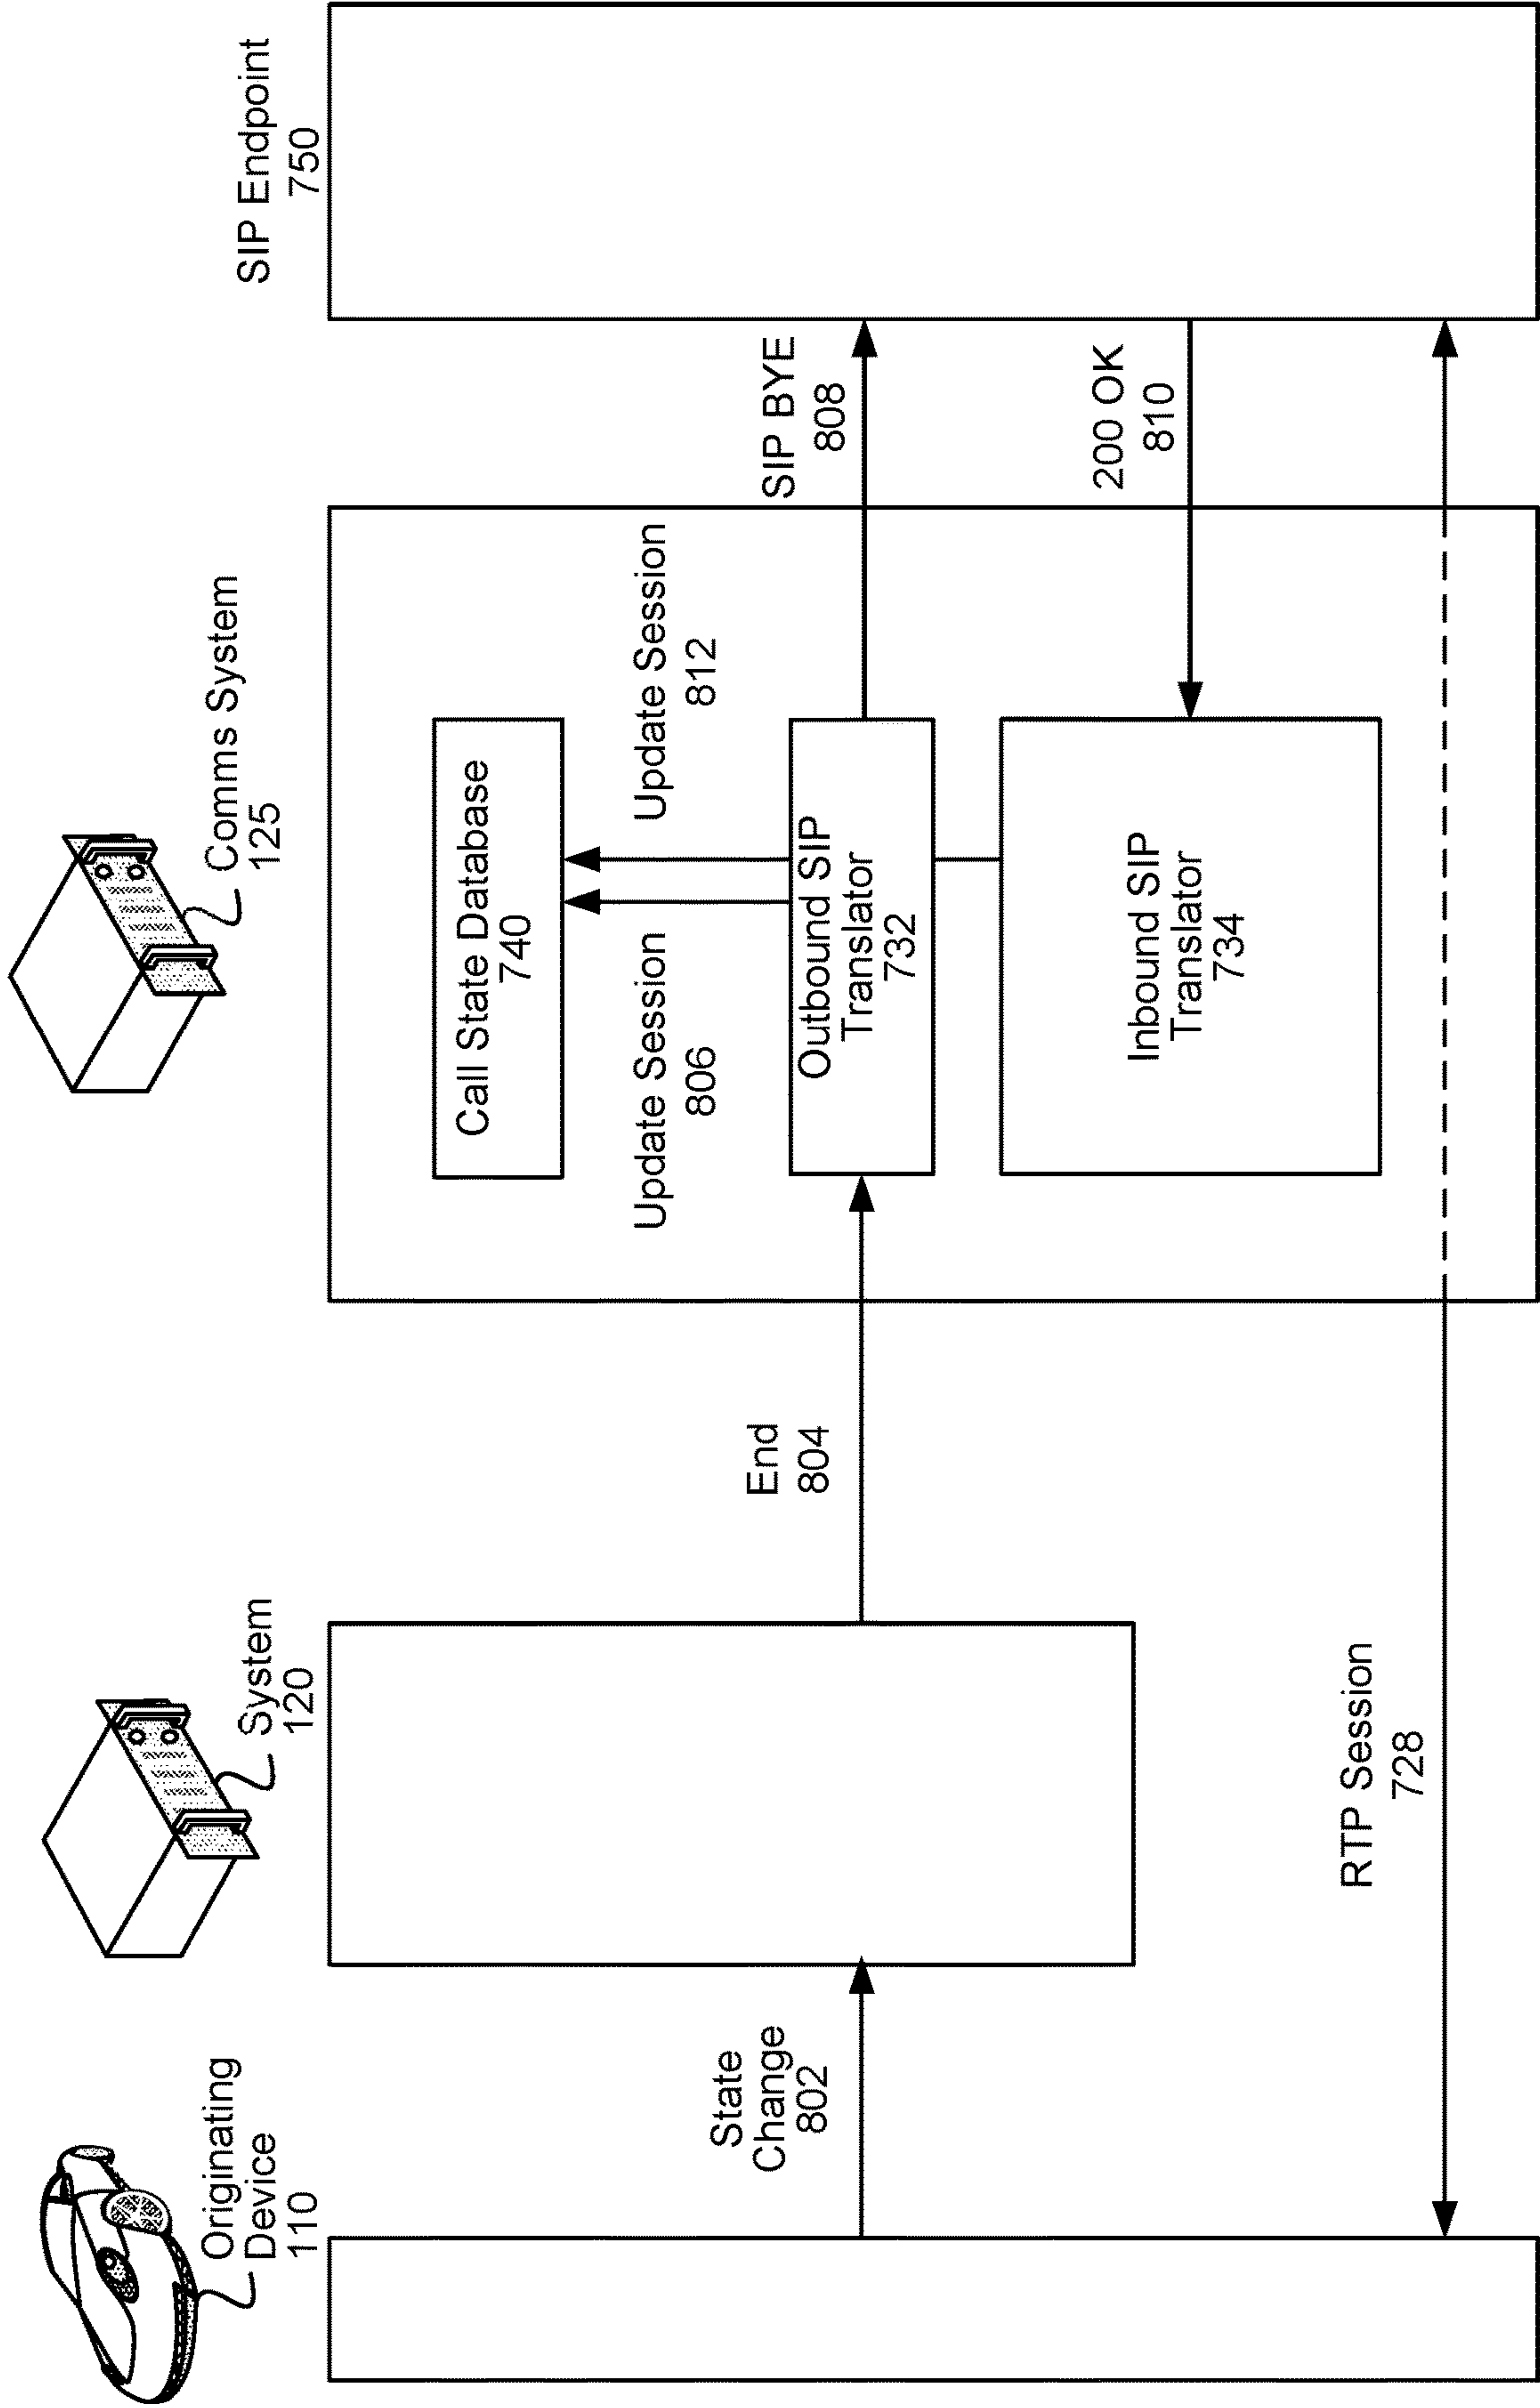 Originating
Device
110
System
120
Comms System
125
SIP Endpoint
750
Call State Database
740
Update Session
806
Update Session
812
State
Change
802
End
804
Outbound SIP
Translator
732
SIP BYE
808
Inbound SIP
Translator
734
200 OK
810
RTP Session
728